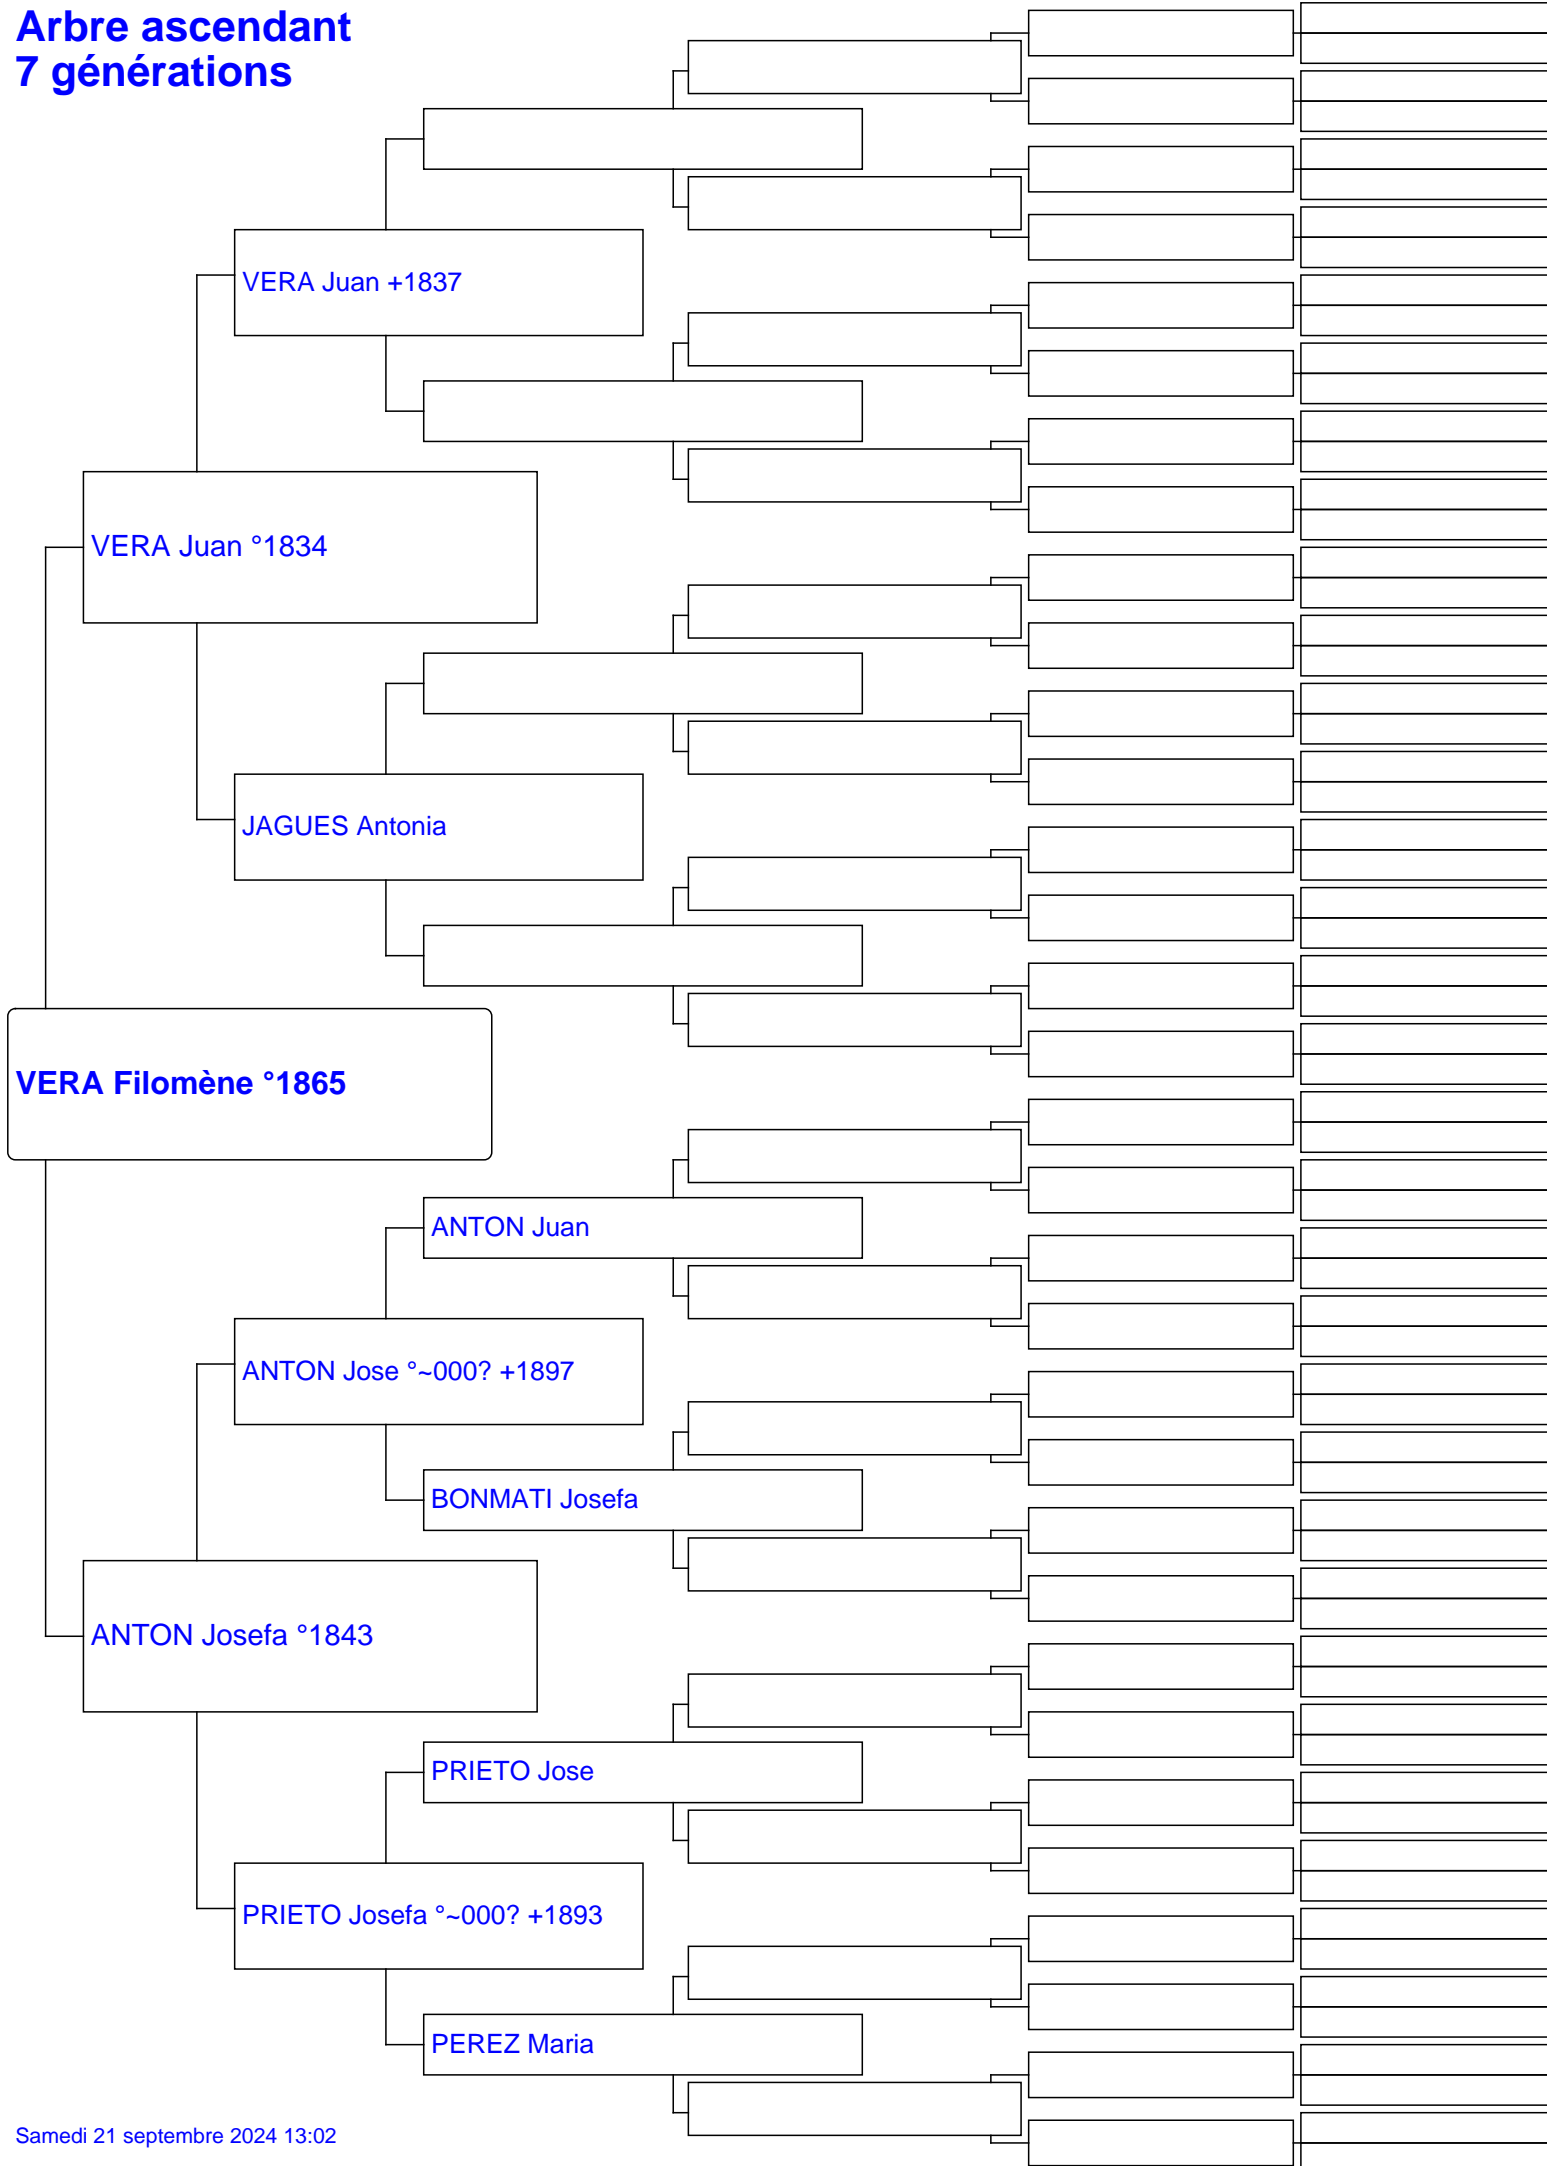 Arbre ascendant
7 générations
VERA Juan +1837
VERA Juan °1834
JAGUES Antonia
VERA Filomène °1865
ANTON Juan
ANTON Jose °~000? +1897
BONMATI Josefa
ANTON Josefa °1843
PRIETO Jose
PRIETO Josefa °~000? +1893
PEREZ Maria
Samedi 21 septembre 2024 13:02